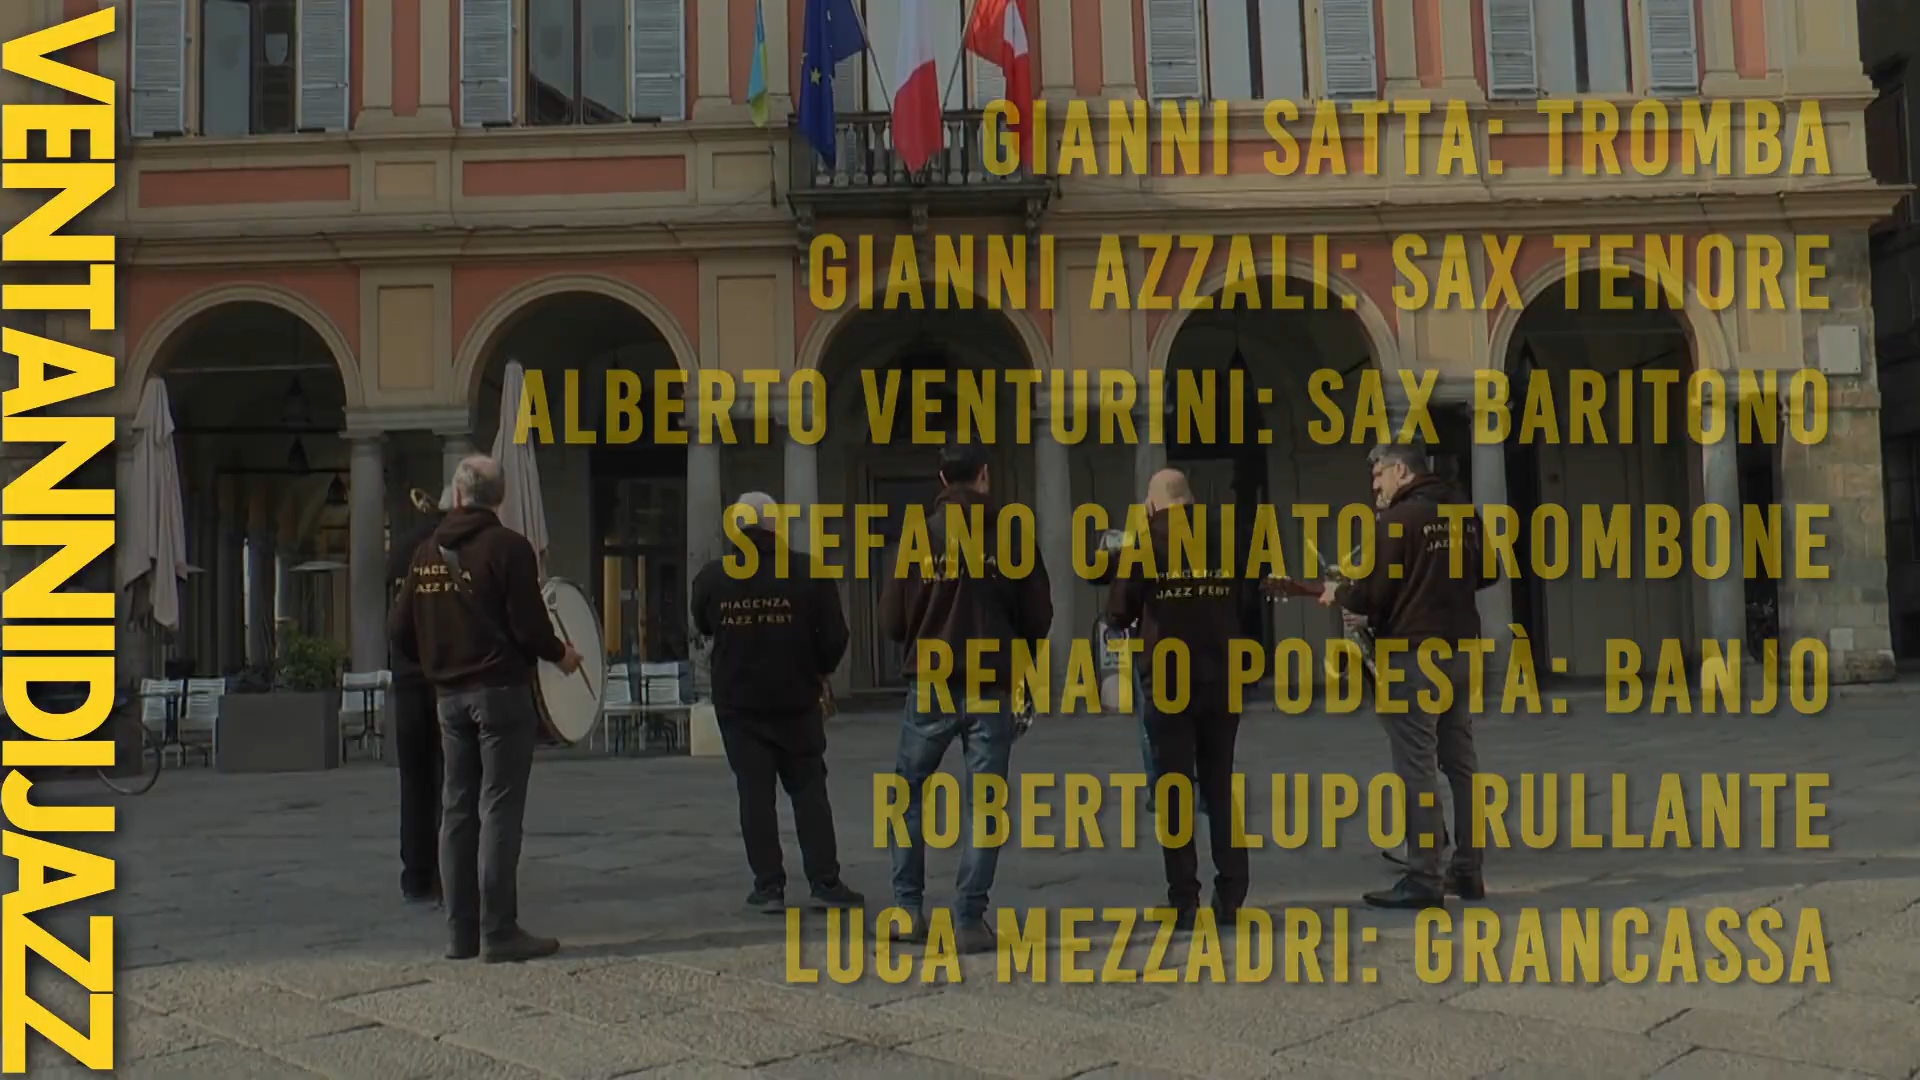 VENTANNIDIJAZZ
GIANNI SATTA: TROMBA
GIANNI AZZALI: SAX TENORE
ALBERTO VENTURINI: SAX BARITONO
STEFANO CANIATO: TROMBONE
RENATO PODESTÀ: BANJO
ROBERTO LUPO: RULLANTE
LUCA MEZZADRI: GRANCASSA
PIACENZA
JAZZ FE
PIACENZA
JAZZ FEST
PIACENZA
JAZZ FEST